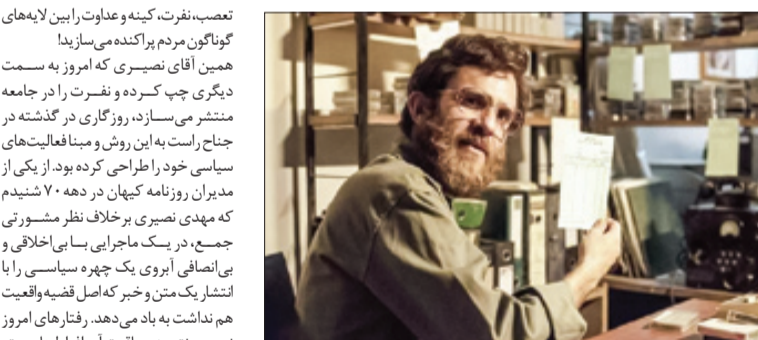 تعصب، نفرت، کینه و عداوت را بین لایه‌های
گوناگون مردم پراکنده می‌سازید!
همین آقای نصیری که امروز به سمت
دیگری چپ کرده و نفرت را در جامعه
منتشر می‌سازد، روزگاری در گذشته در
جناح راست به این روش و مبنا فعالیت‌های
سیاسی خود را طراحی کرده بود. از یکی از
مدیران روزنامه کیهان در دهه ۷۰ شنیدم
که مهدی نصیری برخلاف نظر مشورتی
جمع، در یک ماجرایی با بی‌اخلاقی و
بی‌انصافی آبروی یک چهره سیاسی را با
انتشار یک متن و خبر که اصل قضیه واقعیت
هم نداشت به باد می‌دهد. رفتارهای امروز